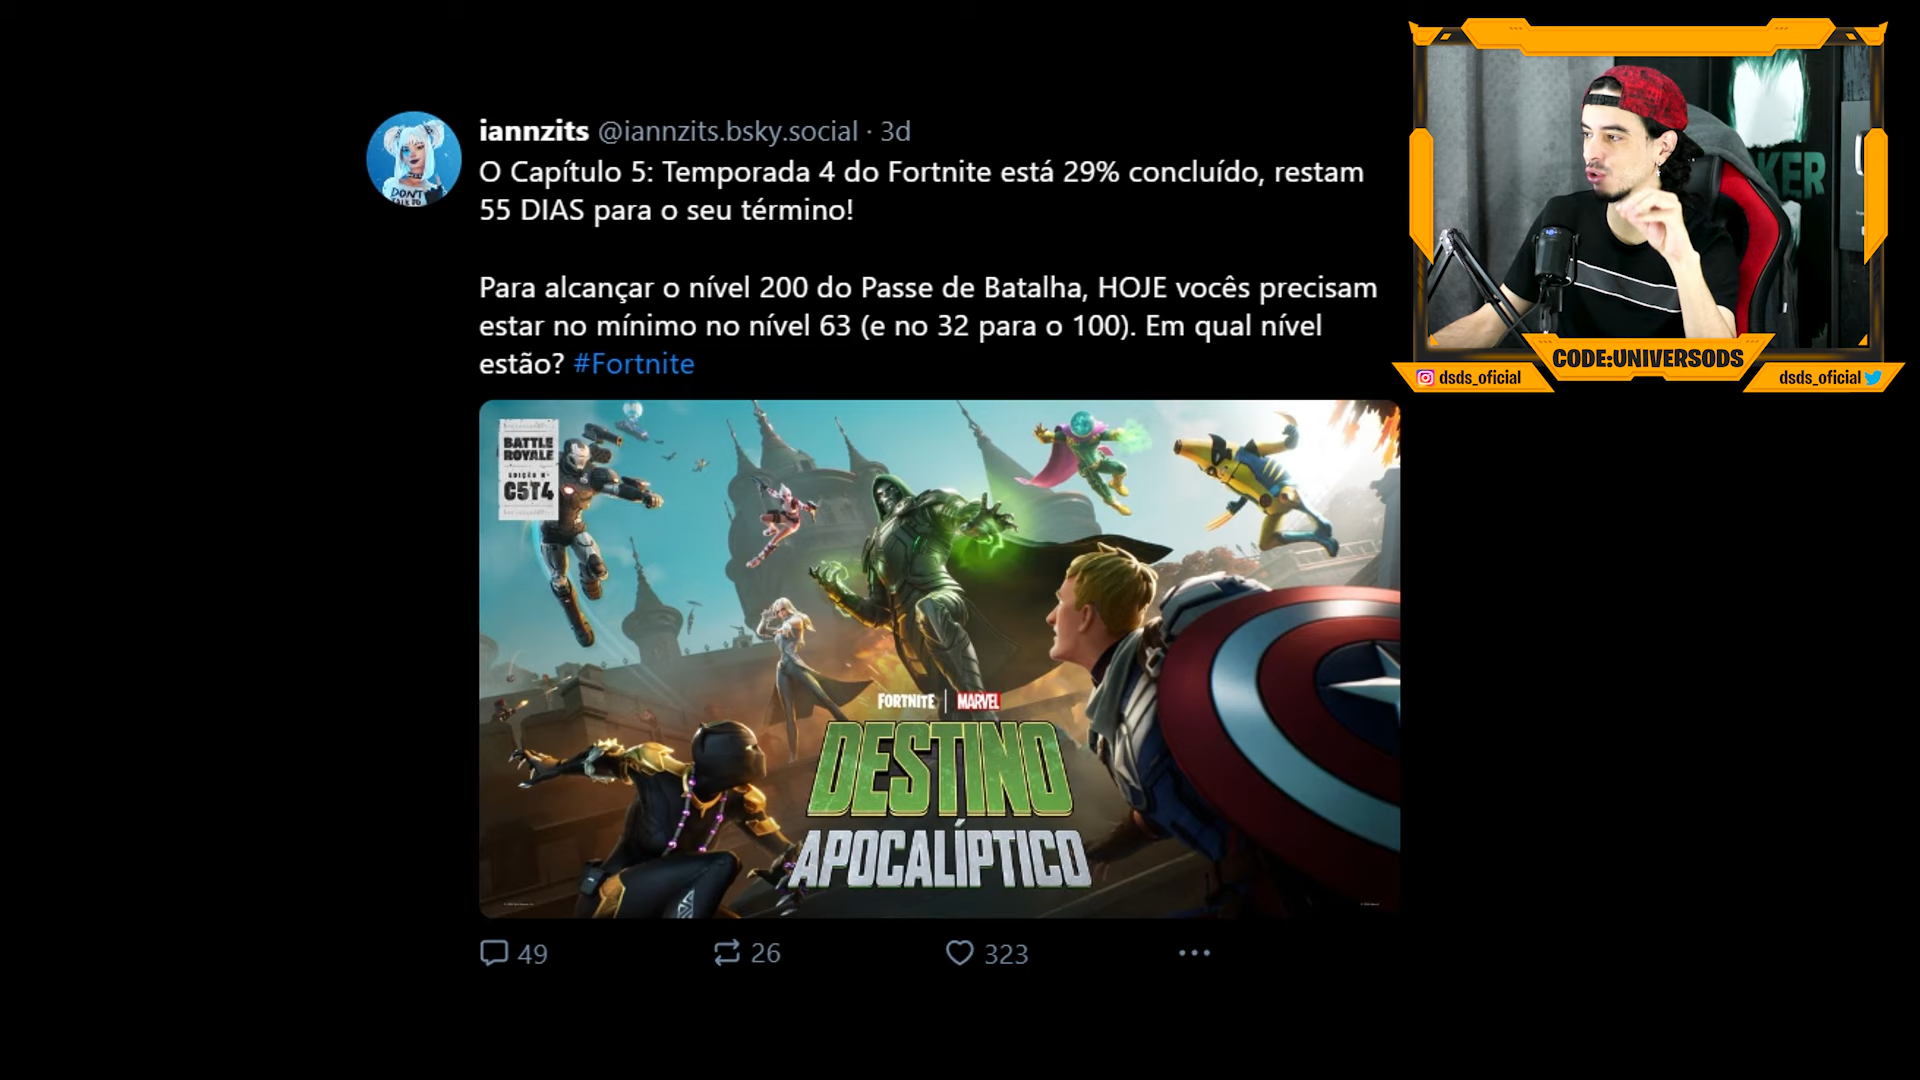 iannzits @iannzits.bsky.social · 3d
O Capítulo 5: Temporada 4 do Fortnite está 29% concluído, restam
55 DIAS para o seu término!
Para alcançar o nível 200 do Passe de Batalha, HOJE vocês precisam
estar no mínimo no nível 63 (e no 32 para o 100). Em qual nível
estão? #Fortnite
BATTLE
ROYALE
EDIÇÃO Nº
C5T4
FORTNITE | MARVEL
DESTINO
APOCALÍPTICO
49 26 323
CODE:UNIVERSODS
dsds_oficial dsds_oficial